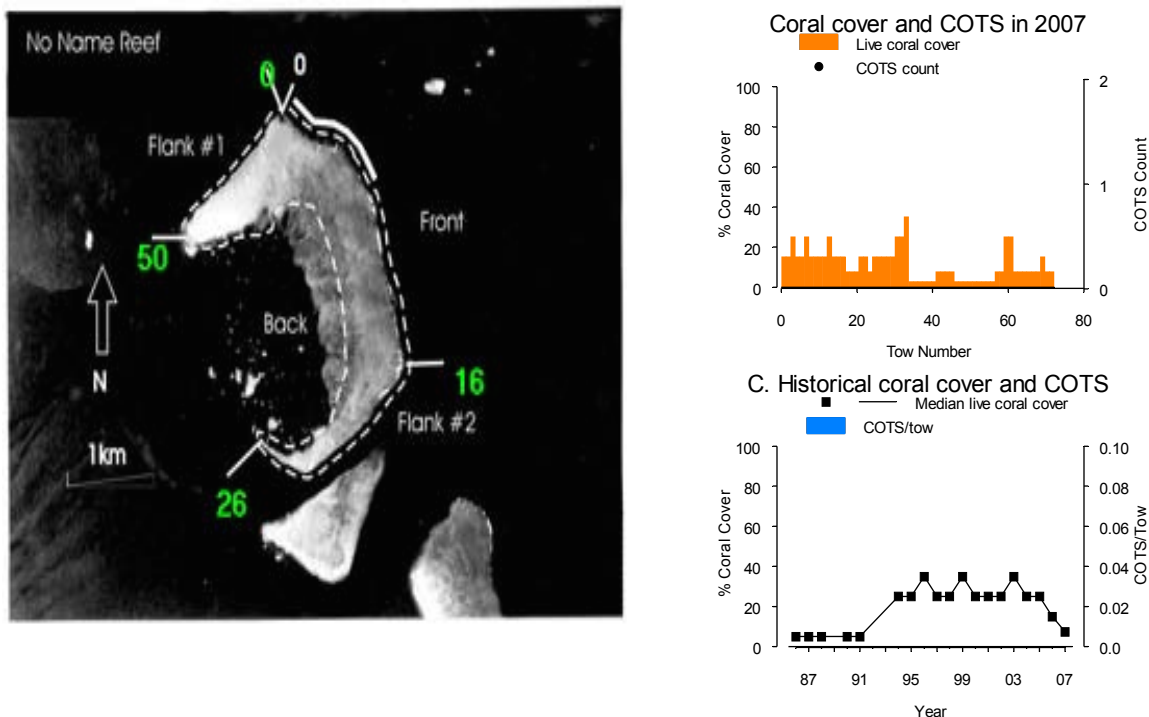 No Name Reef
0 0
Flank #1
Front
50
Back
N
16
Flank #2
1km
26
Coral cover and COTS in 2007
Live coral cover
COTS count
100
80
60
40
20
0
% Coral Cover
2
1
0
COTS Count
0 20 40 60 80
Tow Number
C. Historical coral cover and COTS
Median live coral cover
COTS/tow
100
80
60
40
20
0
% Coral Cover
0.10
0.08
0.06
0.04
0.02
0.0
COTS/Tow
87 91 95 99 03 07
Year